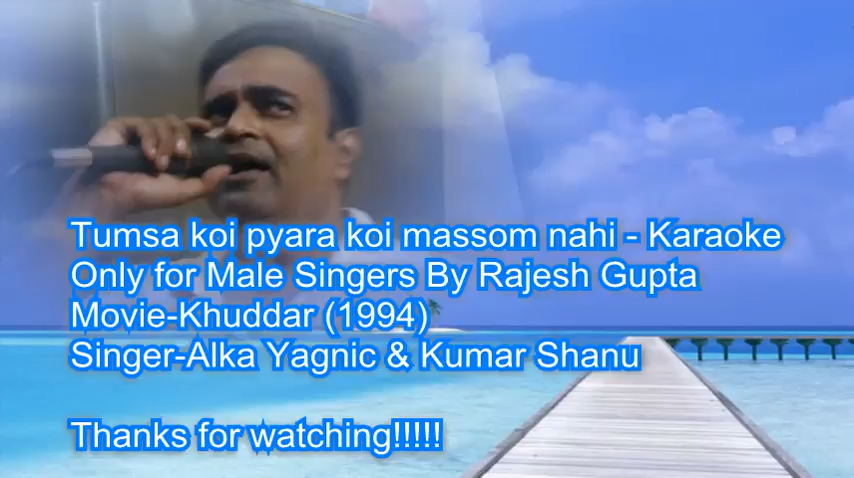 Tumsa koi pyara koi massom nahi - Karaoke
Only for Male Singers By Rajesh Gupta
Movie-Khuddar (1994)
Singer-Alka Yagnic & Kumar Shanu
Thanks for watching!!!!!